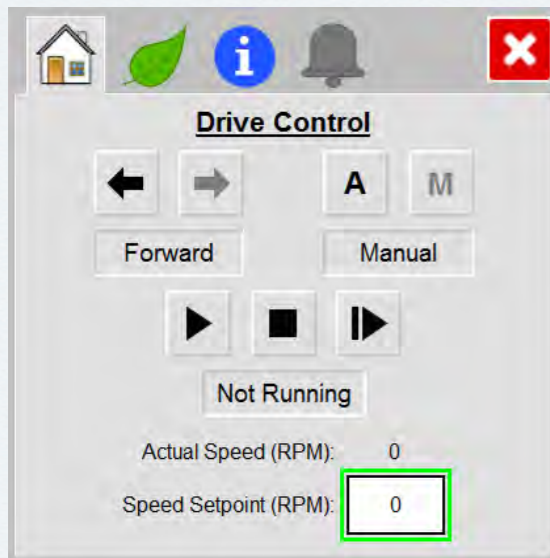 i
Drive Control
A M
Forward Manual
Not Running
Actual Speed (RPM): 0
Speed Setpoint (RPM): 0